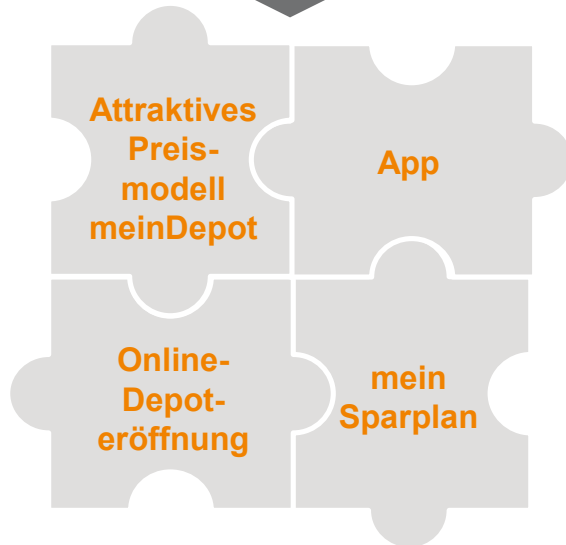 Attraktives
Preis-
modell
meinDepot
App
Online-
Depot-
eröffnung
mein
Sparplan